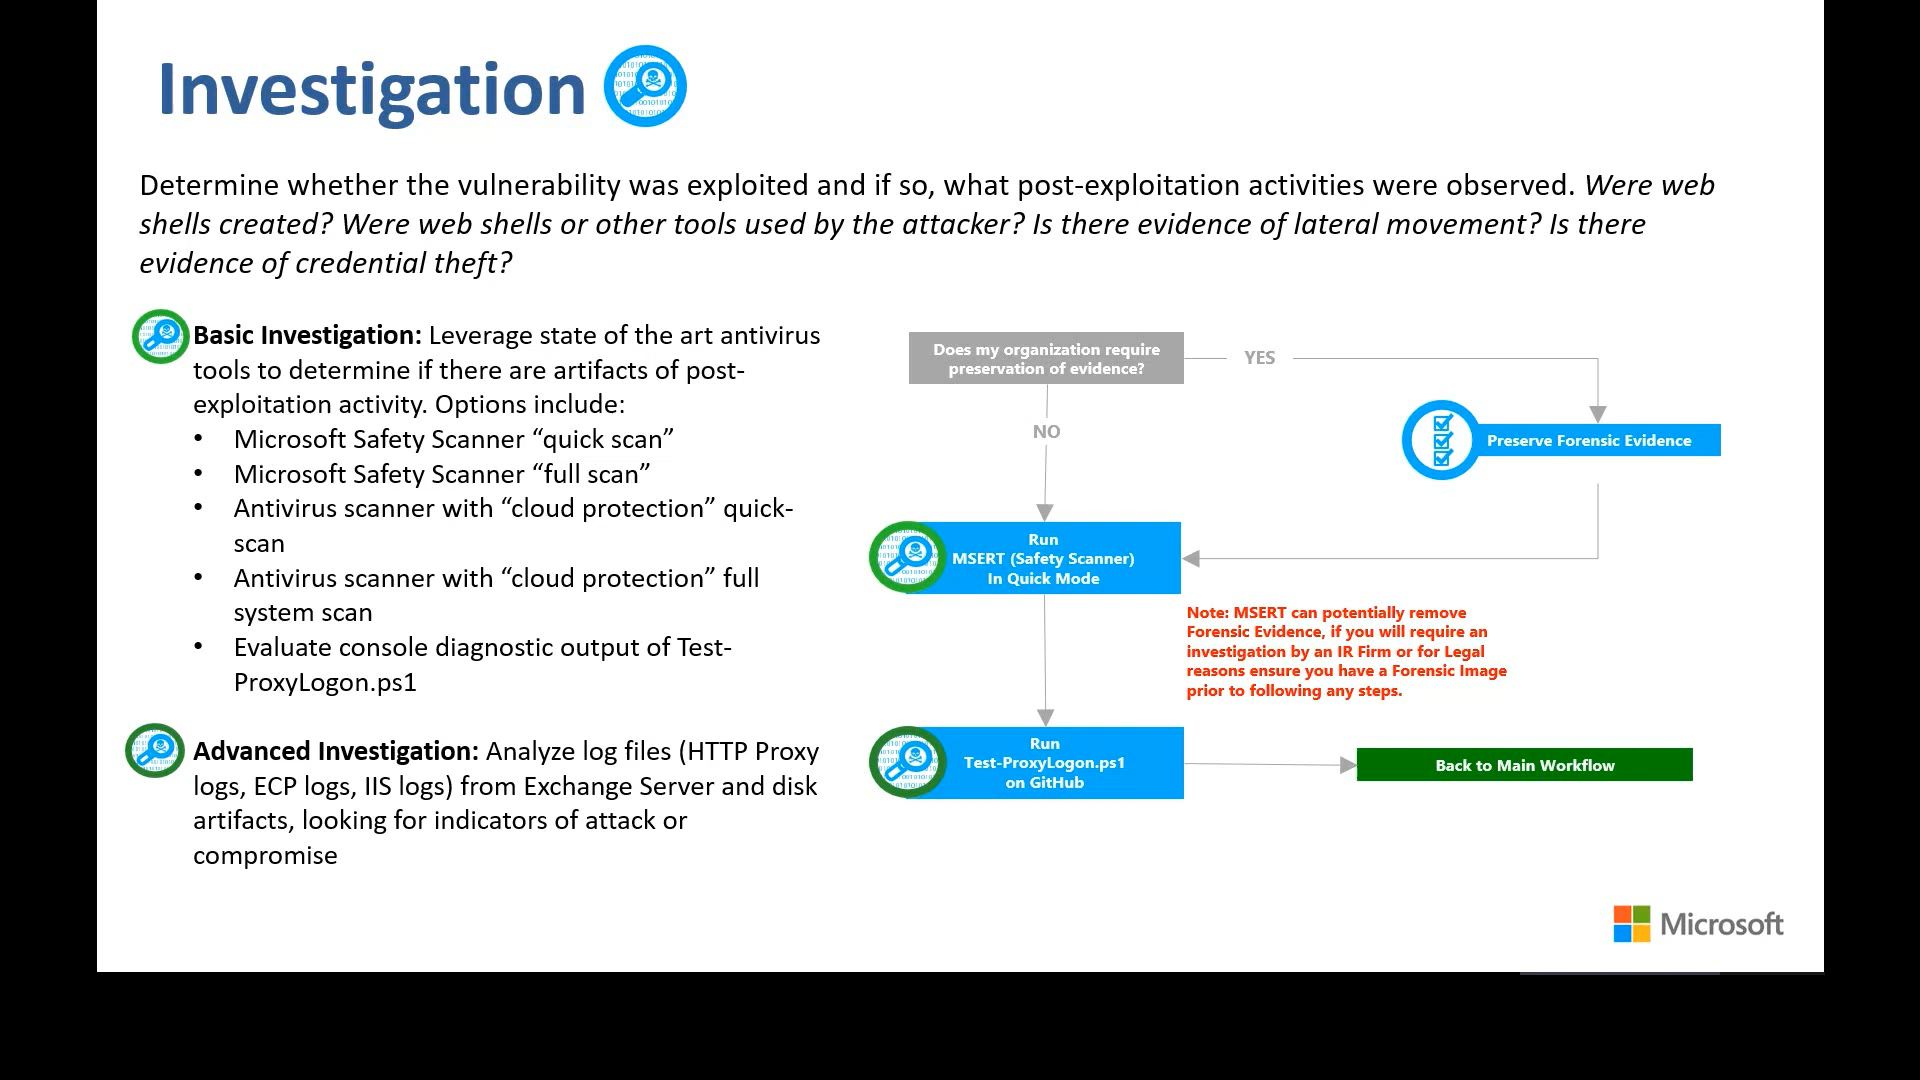 Investigation
Determine whether the vulnerability was exploited and if so, what post-exploitation activities were observed. Were web
shells created? Were web shells or other tools used by the attacker? Is there evidence of lateral movement? Is there
evidence of credential theft?
Basic Investigation: Leverage state of the art antivirus
tools to determine if there are artifacts of post-
exploitation activity. Options include:
• Microsoft Safety Scanner “quick scan”
• Microsoft Safety Scanner “full scan”
• Antivirus scanner with “cloud protection” quick-
scan
• Antivirus scanner with “cloud protection” full
system scan
• Evaluate console diagnostic output of Test-
ProxyLogon.ps1
Advanced Investigation: Analyze log files (HTTP Proxy
logs, ECP logs, IIS logs) from Exchange Server and disk
artifacts, looking for indicators of attack or
compromise
Does my organization require
preservation of evidence?
YES
NO
Preserve Forensic Evidence
Run
MSERT (Safety Scanner)
In Quick Mode
Note: MSERT can potentially remove
Forensic Evidence, if you will require an
investigation by an IR Firm or for Legal
reasons ensure you have a Forensic Image
prior to following any steps.
Run
Test-ProxyLogon.ps1
on GitHub
Back to Main Workflow
Microsoft